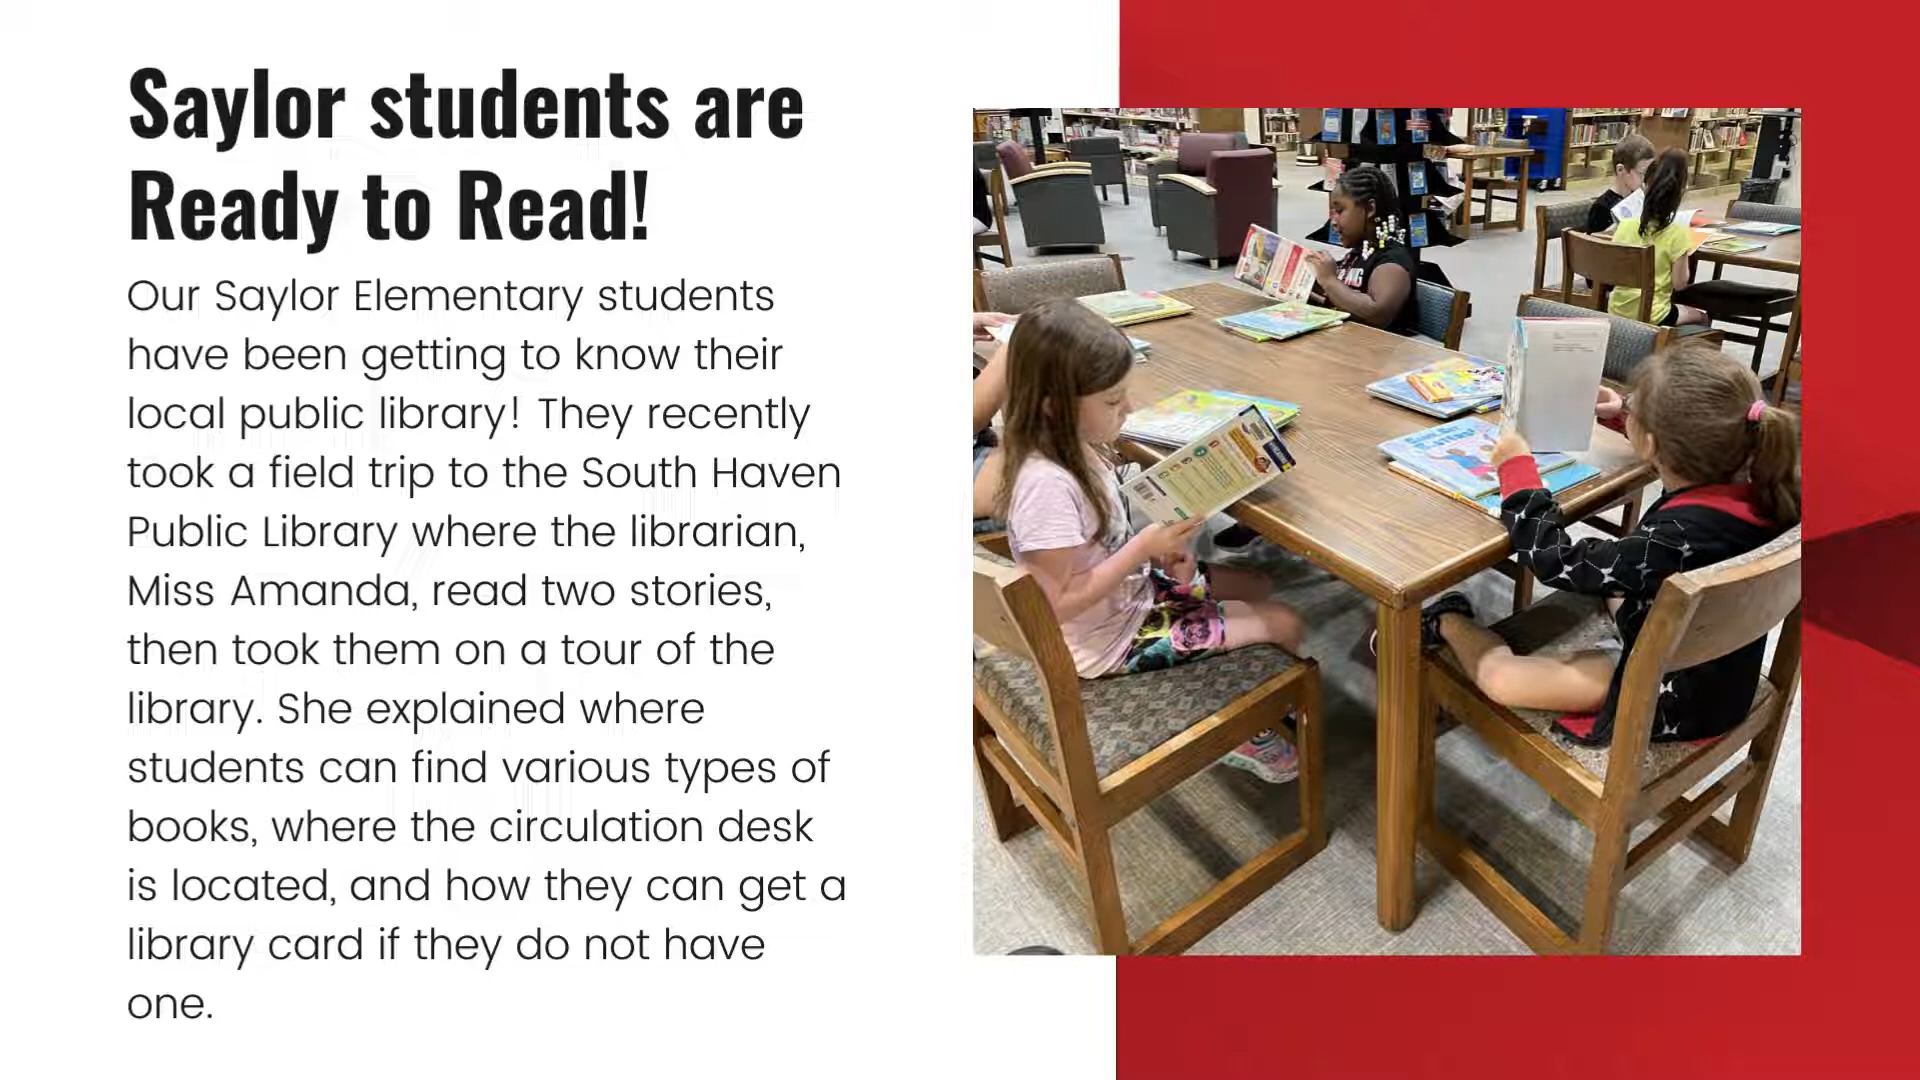 Saylor students are
Ready to Read!
Our Saylor Elementary students
have been getting to know their
local public library! They recently
took a field trip to the South Haven
Public Library where the librarian,
Miss Amanda, read two stories,
then took them on a tour of the
library. She explained where
students can find various types of
books, where the circulation desk
is located, and how they can get a
library card if they do not have
one.